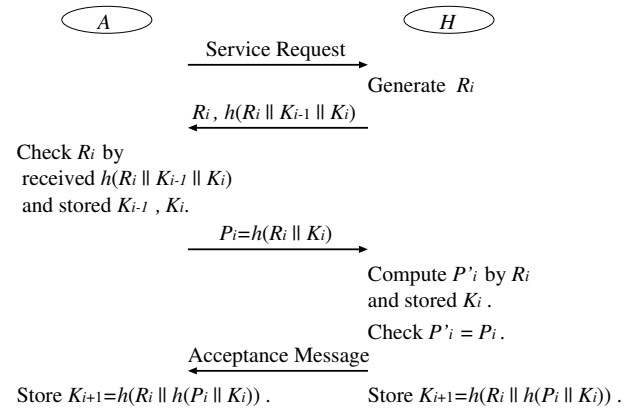 A
H
Service Request
Generate Ri
Ri , h(Ri || Ki-1 || Ki)
Check Ri by
received h(Ri || Ki-1 || Ki)
and stored Ki-1 , Ki.
Pi=h(Ri || Ki)
Compute P'i by Ri
and stored Ki .
Check P'i = Pi .
Acceptance Message
Store Ki+1=h(Ri || h(Pi || Ki)) .
Store Ki+1=h(Ri || h(Pi || Ki)) .